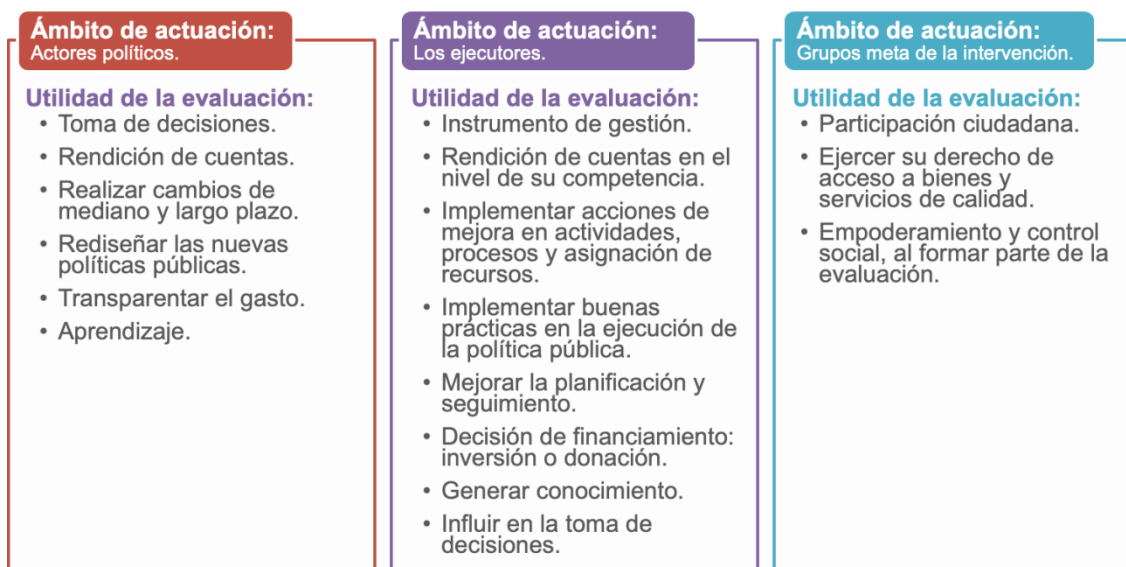 Ámbito de actuación:
Actores políticos.
Utilidad de la evaluación:
• Toma de decisiones.
• Rendición de cuentas.
• Realizar cambios de
mediano y largo plazo.
• Rediseñar las nuevas
políticas públicas.
• Transparentar el gasto.
• Aprendizaje.
Ámbito de actuación:
Los ejecutores.
Utilidad de la evaluación:
• Instrumento de gestión.
• Rendición de cuentas en el
nivel de su competencia.
• Implementar acciones de
mejora en actividades,
procesos y asignación de
recursos.
• Implementar buenas
prácticas en la ejecución de
la política pública.
• Mejorar la planificación y
seguimiento.
• Decisión de financiamiento:
inversión o donación.
• Generar conocimiento.
• Influir en la toma de
decisiones.
Ámbito de actuación:
Grupos meta de la intervención.
Utilidad de la evaluación:
• Participación ciudadana.
• Ejercer su derecho de
acceso a bienes y
servicios de calidad.
• Empoderamiento y control
social, al formar parte de la
evaluación.